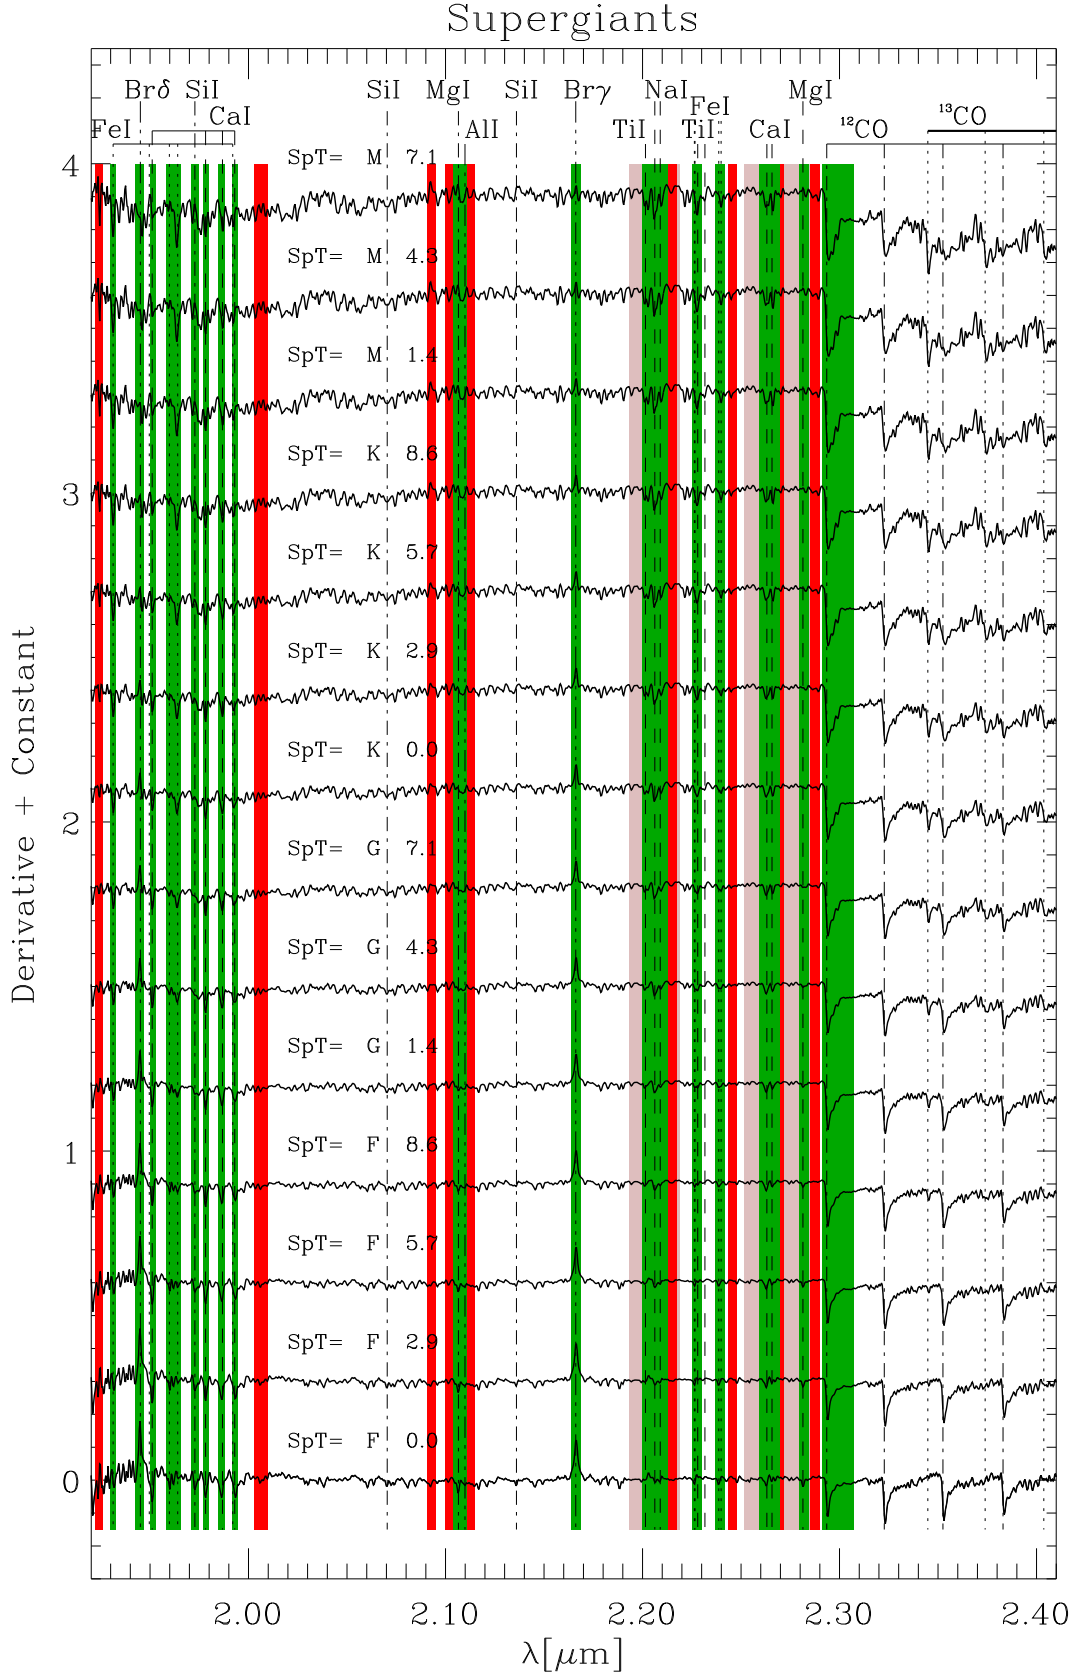 Supergiants
Brδ SiI SiI MgI SiI Brγ NaI MgI
FeI ¹³CO
CaI
FeI AlI TiI TiI CaI ¹²CO
4
SpT= M 7.1
SpT= M 4.3
SpT= M 1.4
SpT= K 8.6
3
SpT= K 5.7
SpT= K 2.9
SpT= K 0.0
2
SpT= G 7.1
SpT= G 4.3
SpT= G 1.4
1
SpT= F 8.6
SpT= F 5.7
SpT= F 2.9
SpT= F 0.0
0
Derivative + Constant
2.00 2.10 2.20 2.30 2.40
λ[μm]